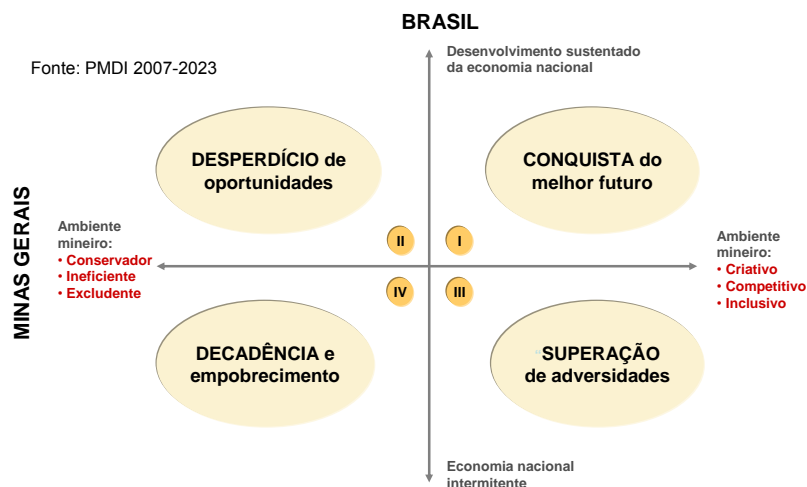 BRASIL
Desenvolvimento sustentado
da economia nacional
Fonte: PMDI 2007-2023
DESPERDÍCIO de
oportunidades
CONQUISTA do
melhor futuro
MINAS GERAIS
Ambiente
mineiro:
• Conservador
• Ineficiente
• Excludente
II
I
Ambiente
mineiro:
• Criativo
• Competitivo
• Inclusivo
IV
III
DECADÊNCIA e
empobrecimento
SUPERAÇÃO
de adversidades
Economia nacional
intermitente